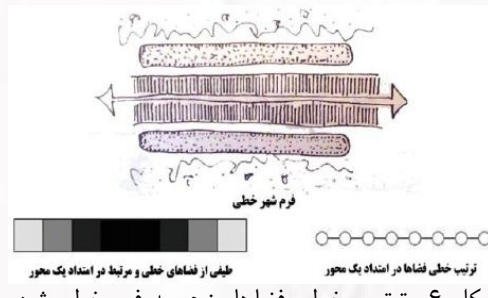 فرم شهر خطی
ترتیب خطی فضاها در امتداد یک محور
طیفی از فضاهای خطی و مرتبط در امتداد یک محور